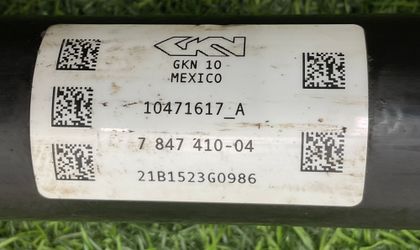 GKN
GKN 10
MEXICO
10471617_A
7 847 410-04
21B1523G0986